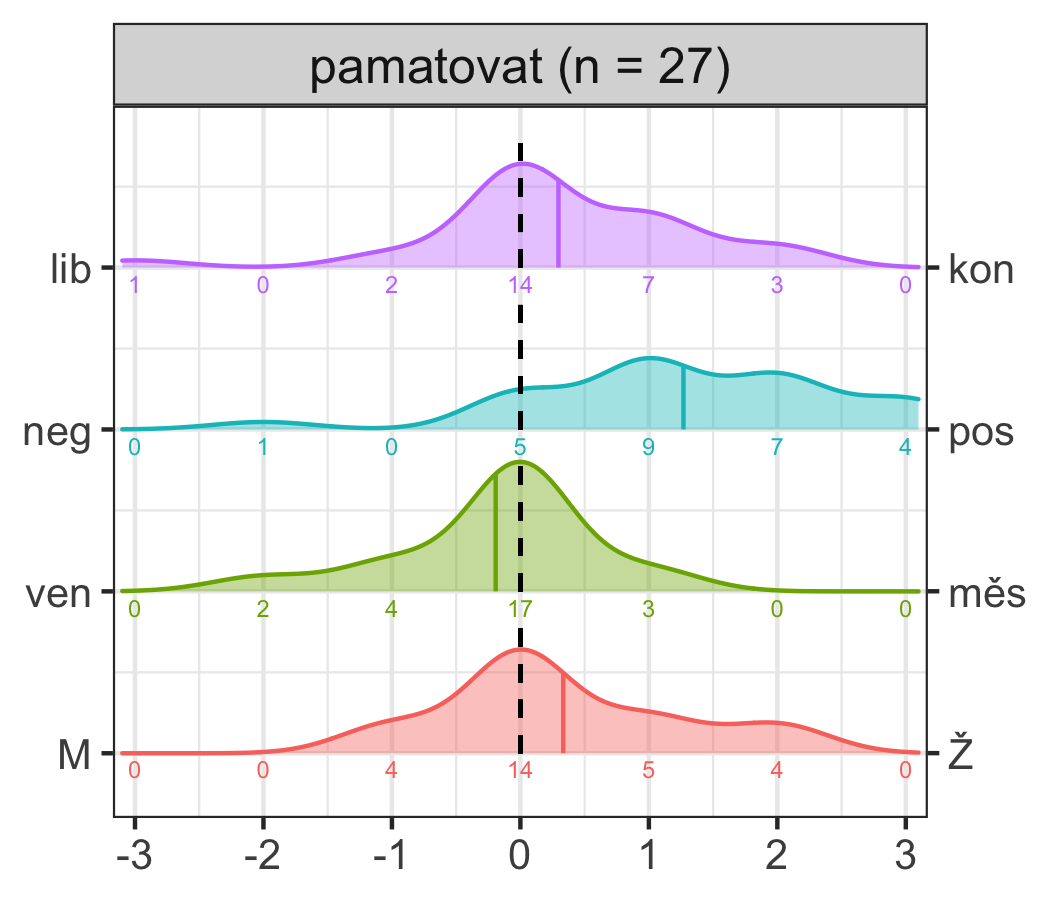 pamatovat (n = 27)
lib kon
1 0 2 14 7 3 0
neg pos
0 1 0 5 9 7 4
ven měs
0 2 4 17 3 0 0
M Ž
0 0 4 14 5 4 0
-3 -2 -1 0 1 2 3